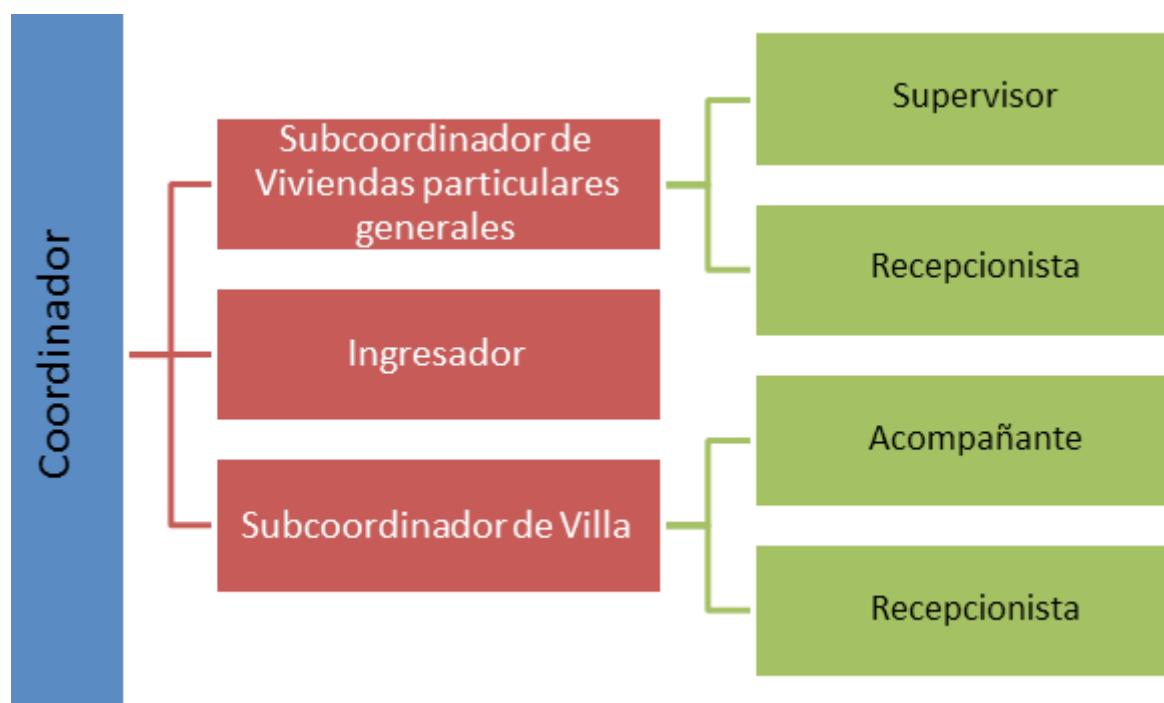 Coordinador
Subcoordinador de
Viviendas particulares
generales
Supervisor
Recepcionista
Ingresador
Subcoordinador de Villa
Acompañante
Recepcionista